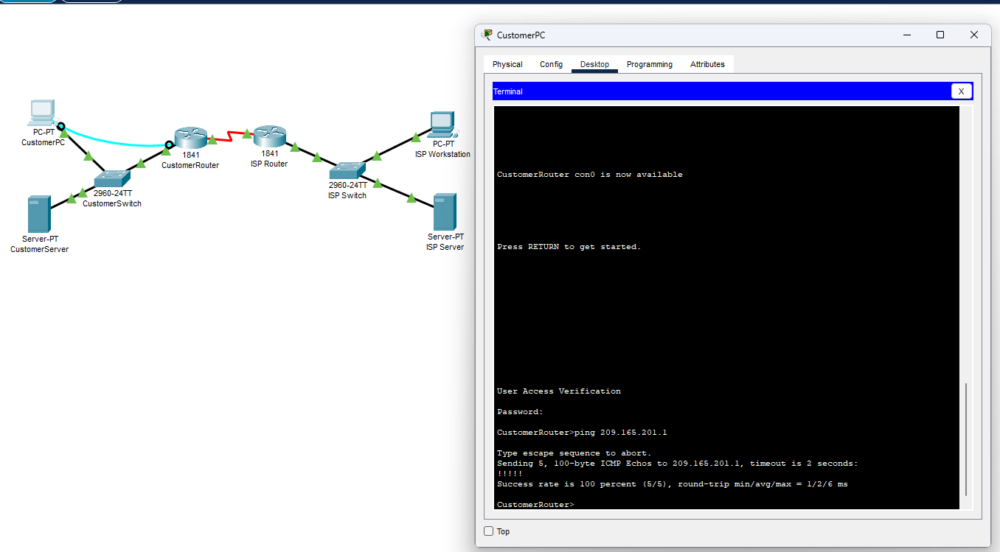 PC-PT
CustomerPC
1841
CustomerRouter
1841
ISP Router
PC-PT
ISP Workstation
2960-24TT
CustomerSwitch
2960-24TT
ISP Switch
Server-PT
CustomerServer
Server-PT
ISP Server
CustomerPC
Physical Config Desktop Programming Attributes
Terminal X
CustomerRouter con0 is now available
Press RETURN to get started.
User Access Verification
Password:
CustomerRouter>ping 209.165.201.1
Type escape sequence to abort.
Sending 5, 100-byte ICMP Echos to 209.165.201.1, timeout is 2 seconds:
!!!!!
Success rate is 100 percent (5/5), round-trip min/avg/max = 1/2/6 ms
CustomerRouter>
Top